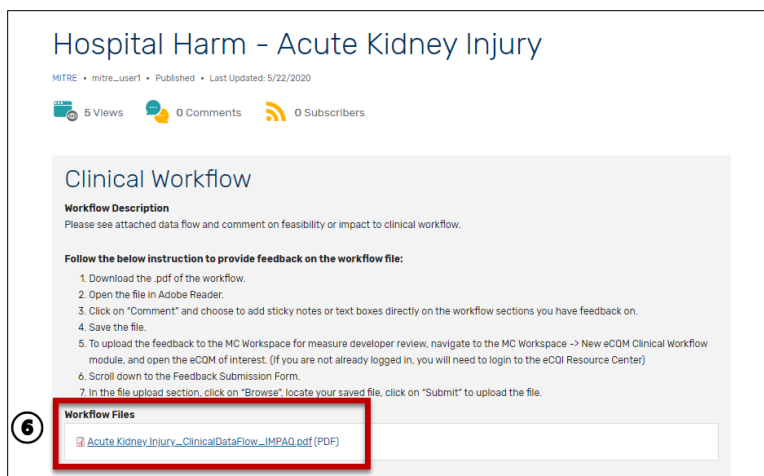 Hospital Harm - Acute Kidney Injury
MITRE • mitre_user1 • Published • Last Updated: 5/22/2020
5 Views 0 Comments 0 Subscribers
Clinical Workflow
Workflow Description
Please see attached data flow and comment on feasibility or impact to clinical workflow.
Follow the below instruction to provide feedback on the workflow file:
1. Download the .pdf of the workflow.
2. Open the file in Adobe Reader.
3. Click on "Comment" and choose to add sticky notes or text boxes directly on the workflow sections you have feedback on.
4. Save the file.
5. To upload the feedback to the MC Workspace for measure developer review, navigate to the MC Workspace -> New eCQM Clinical Workflow
module, and open the eCQM of interest. (If you are not already logged in, you will need to login to the eCQI Resource Center)
6. Scroll down to the Feedback Submission Form.
7. In the file upload section, click on "Browse", locate your saved file, click on "Submit" to upload the file.
Workflow Files
6
Acute Kidney Injury_ClinicalDataFlow_IMPAQ.pdf (PDF)